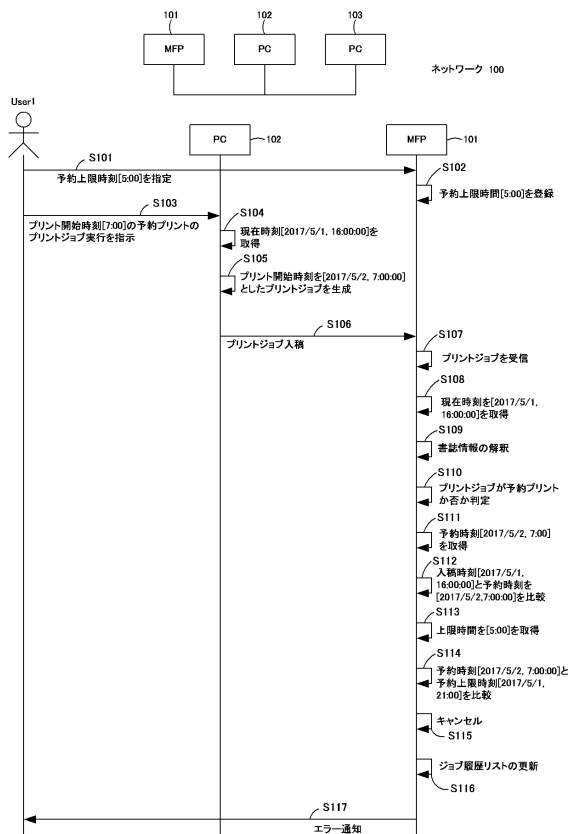 101
102
103
MFP
PC
PC
ネットワーク 100
User1
PC
102
MFP
101
S101
予約上限時刻[5:00]を指定
S102
予約上限時間[5:00]を登録
S103
プリント開始時刻[7:00]の予約プリントの
プリントジョブ実行を指示
S104
現在時刻[2017/5/1, 16:00:00]を
取得
S105
プリント開始時刻を[2017/5/2, 7:00:00]
としたプリントジョブを生成
S106
プリントジョブ入稿
S107
プリントジョブを受信
S108
現在時刻を[2017/5/1,
16:00:00]を取得
S109
書誌情報の解釈
S110
プリントジョブが予約プリント
か否か判定
S111
予約時刻[2017/5/2, 7:00]
を取得
S112
入稿時刻[2017/5/1,
16:00:00]と予約時刻を
[2017/5/2,7:00:00]を比較
S113
上限時間を[5:00]を取得
S114
予約時刻[2017/5/2, 7:00:00]と
予約上限時刻[2017/5/1,
21:00]を比較
キャンセル
S115
ジョブ履歴リストの更新
S116
S117
エラー通知